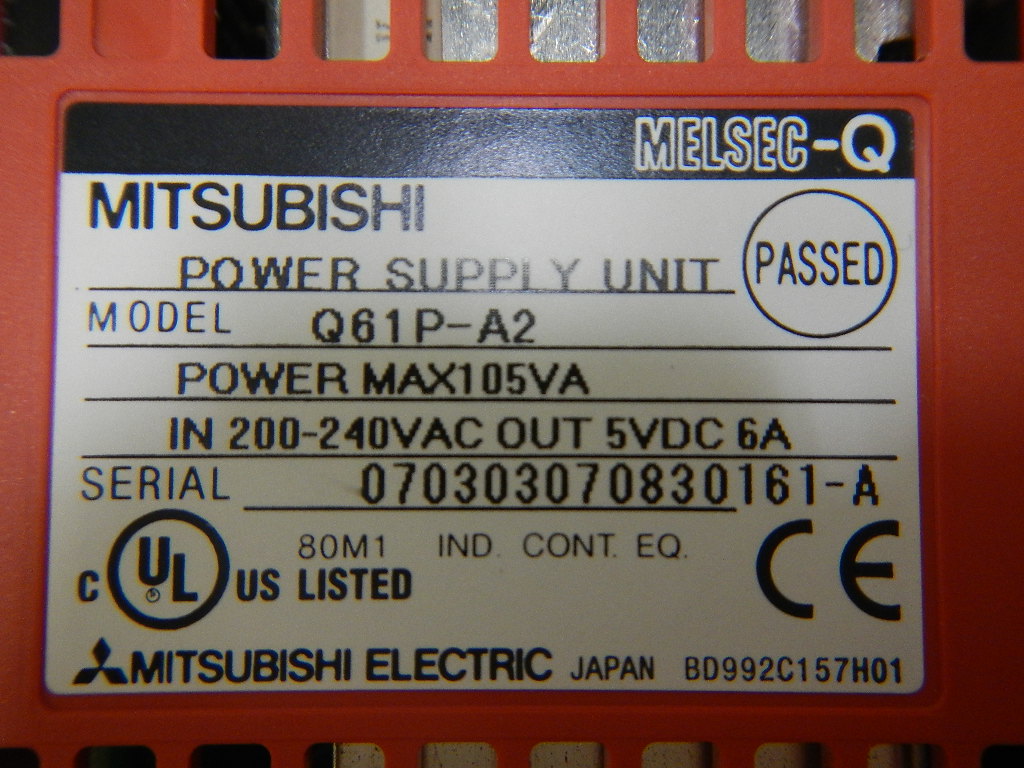 MELSEC-Q
MITSUBISHI
POWER SUPPLY UNIT
PASSED
MODEL Q61P-A2
POWER MAX105VA
IN 200-240VAC OUT 5VDC 6A
SERIAL 070303070830161-A
C UL US LISTED
80M1 IND. CONT. EQ.
CE
MITSUBISHI ELECTRIC JAPAN BD992C157H01